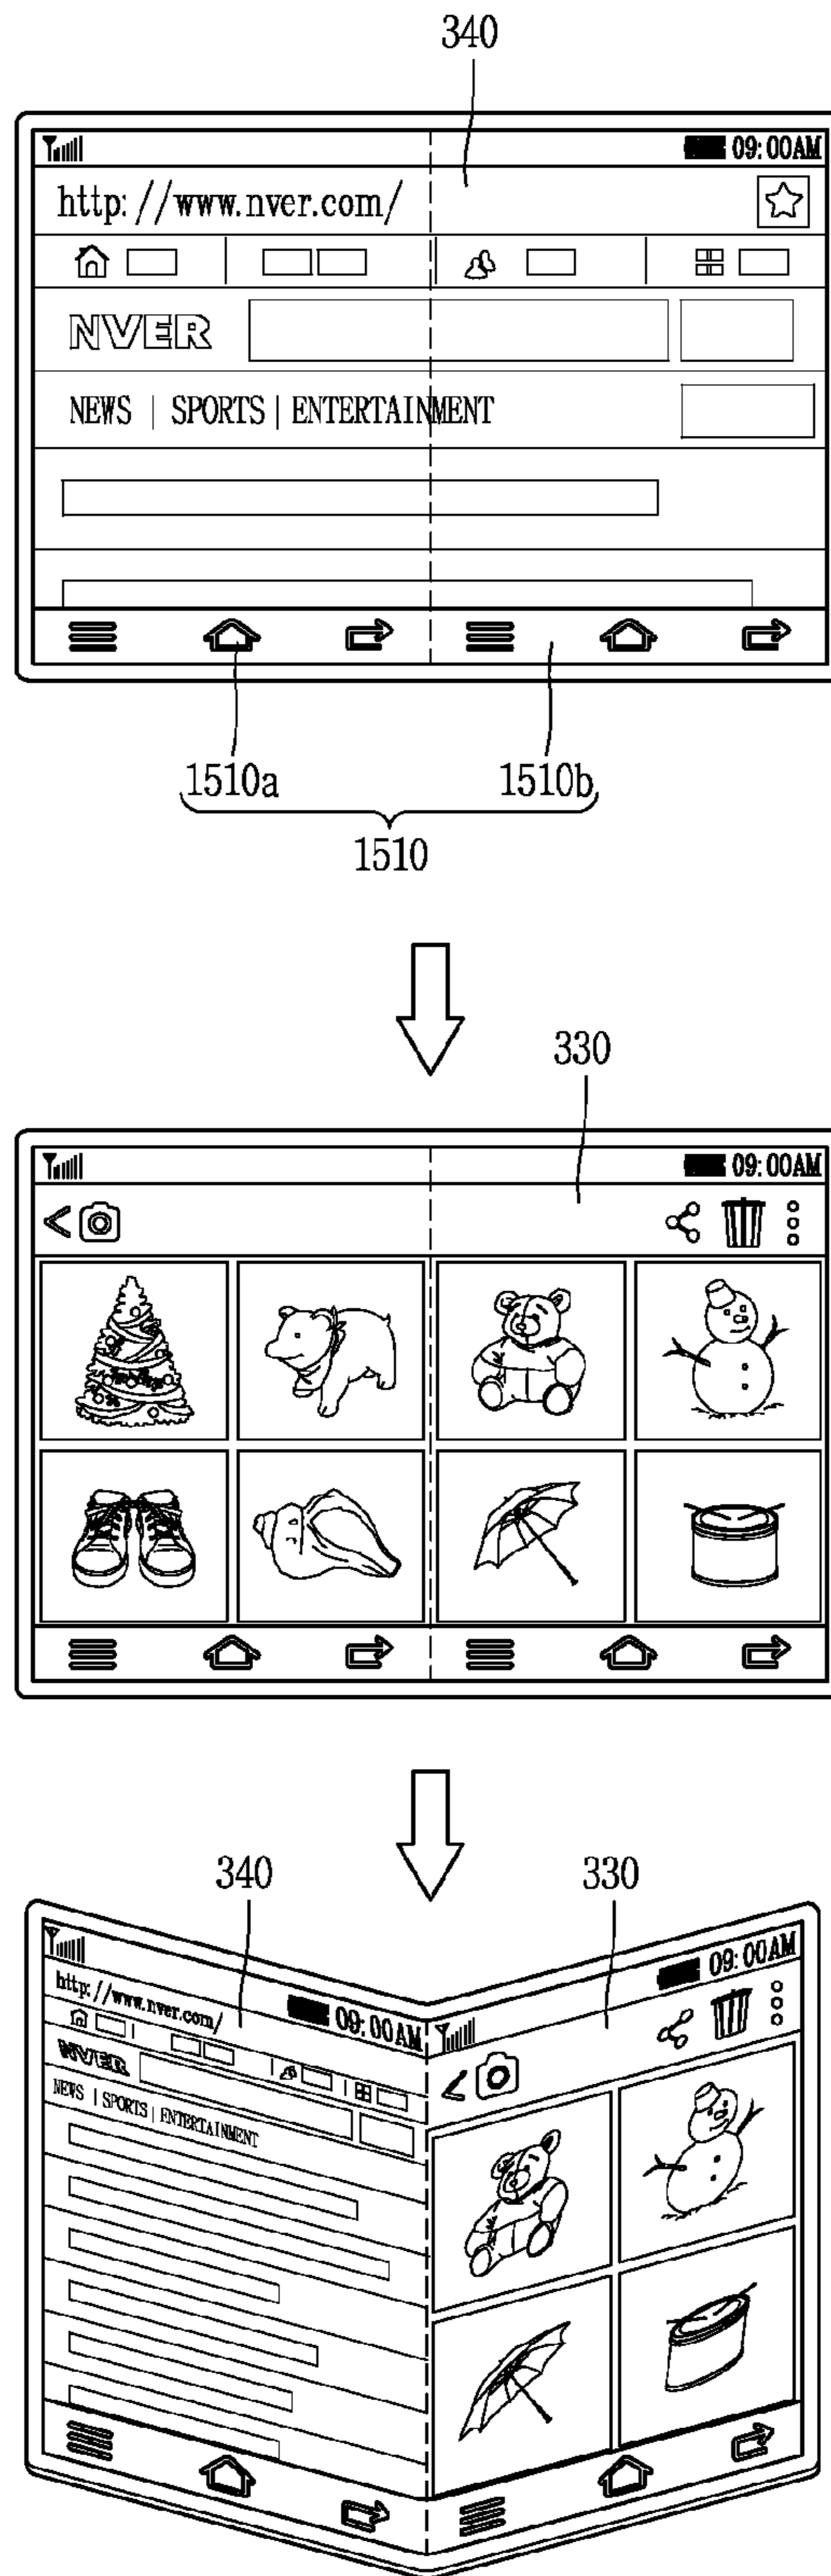 340
09:00AM
http://www.nver.com/
NVER
NEWS | SPORTS | ENTERTAINMENT
1510a 1510b
1510
330
09:00AM
340 330
09:00AM
http://www.nver.com/
09:00AM
NVER
NEWS | SPORTS | ENTERTAINMENT